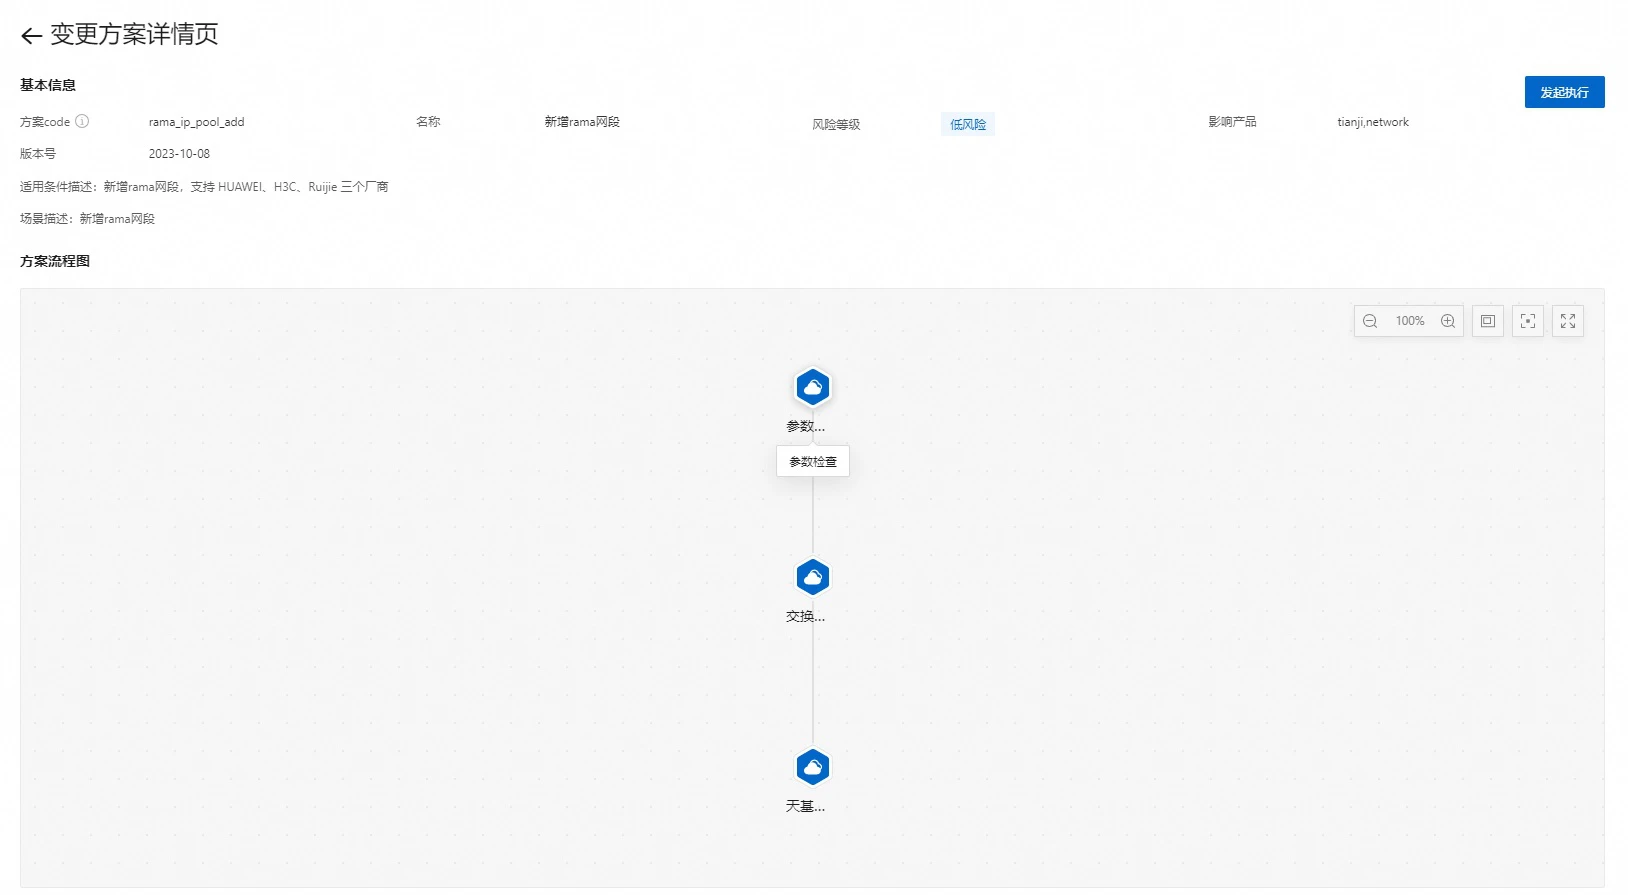 变更方案详情页
基本信息
发起执行
方案code rama_ip_pool_add 名称 新增rama网段 风险等级 低风险 影响产品 tianji,network
版本号 2023-10-08
适用条件描述：新增rama网段，支持 HUAWEI、H3C、Ruijie 三个厂商
场景描述：新增rama网段
方案流程图
100%
参数...
参数检查
交换...
天基...